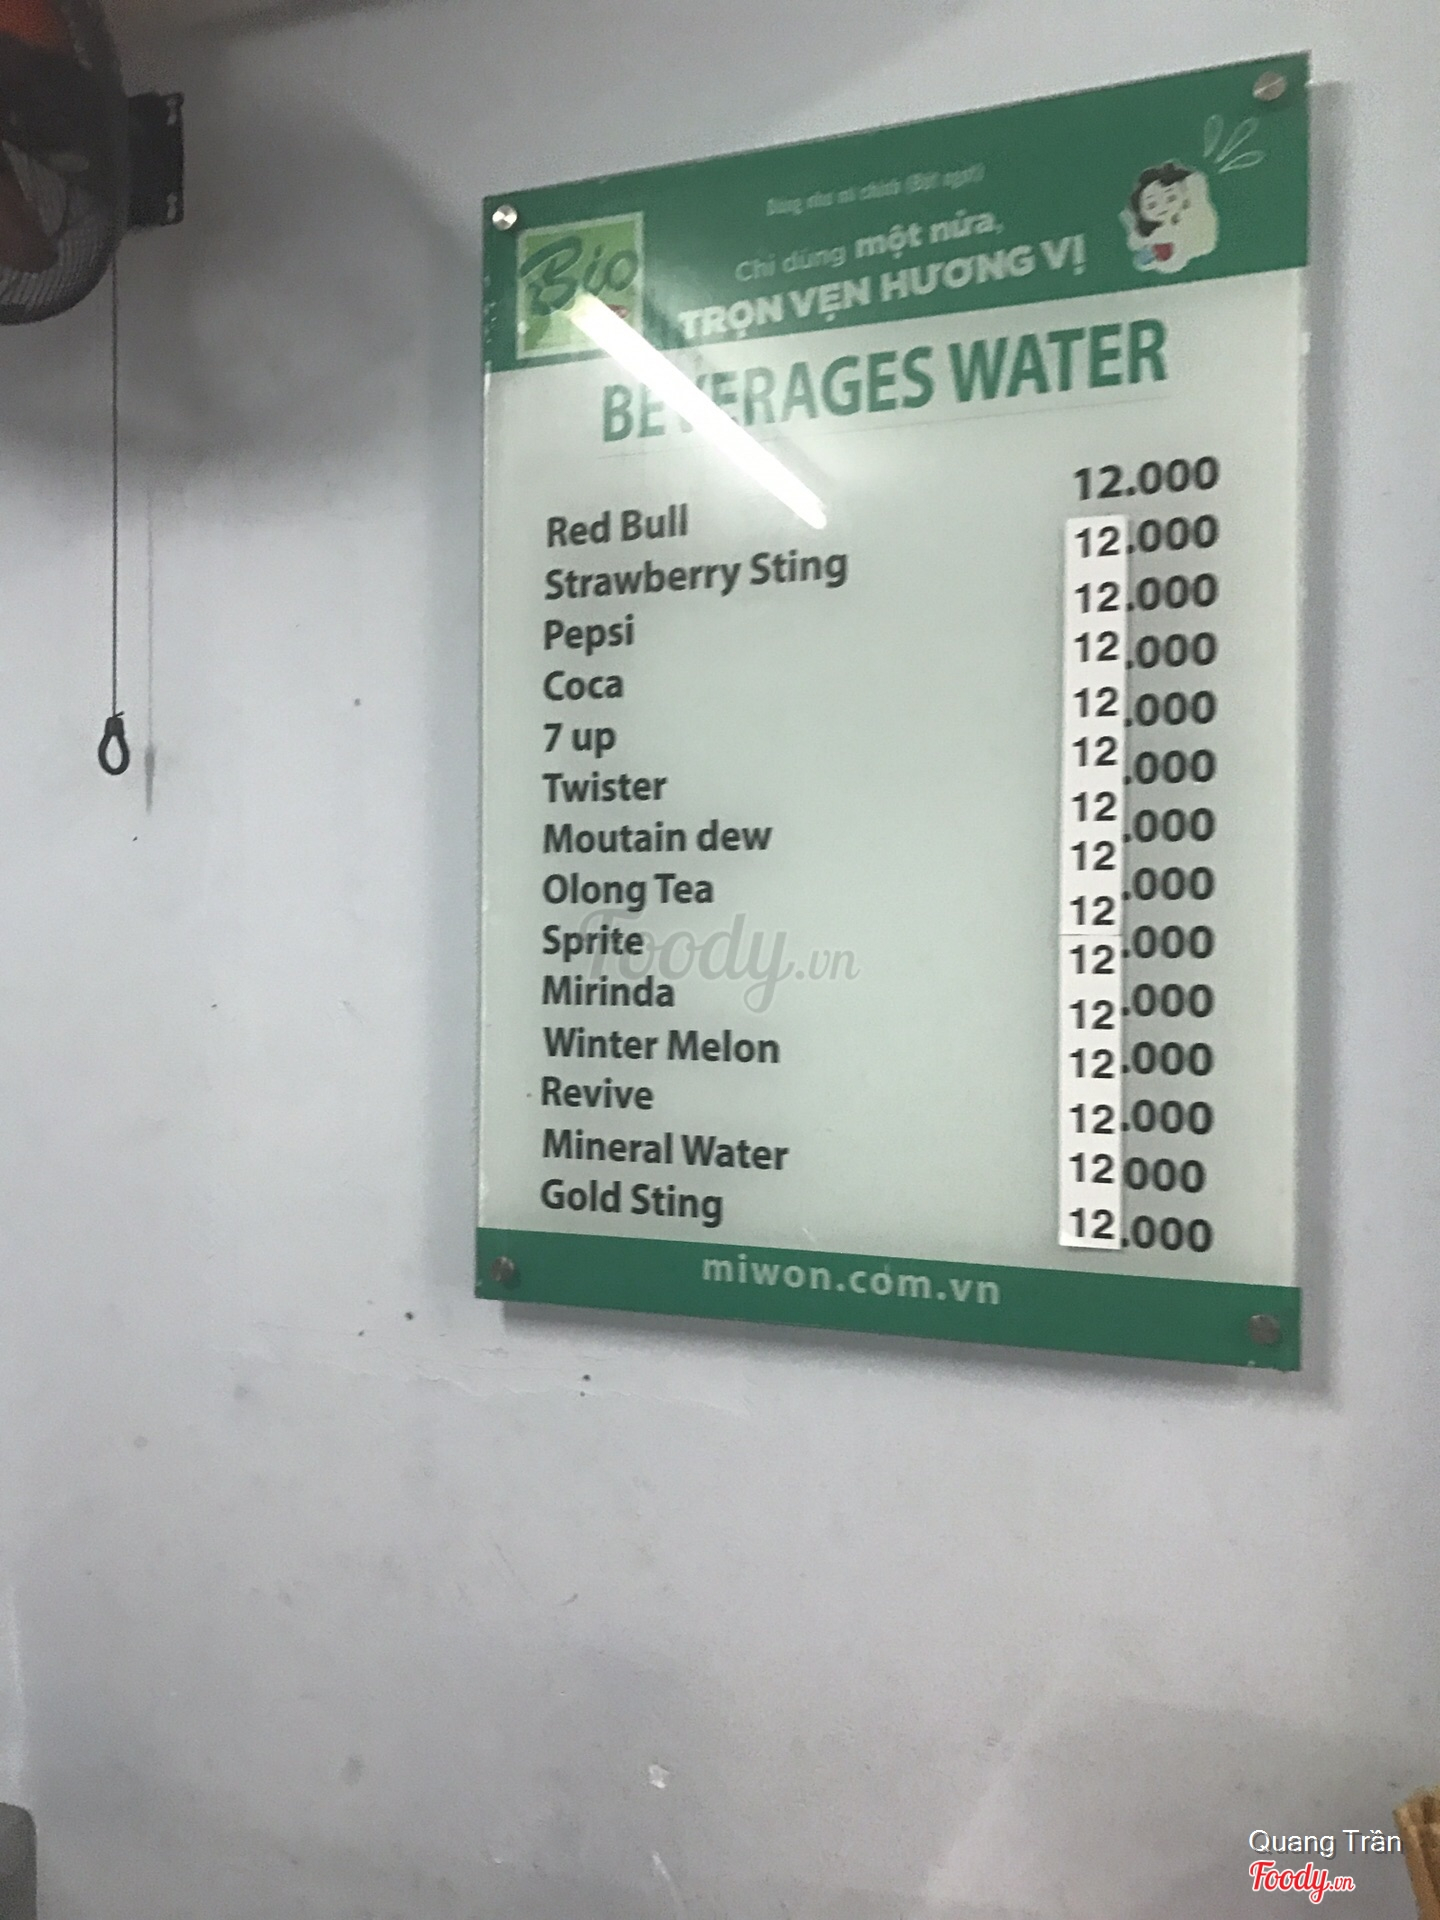 Bio
Chỉ dùng một nửa,
TRỌN VẸN HƯƠNG VỊ
BEVERAGES WATER
Red Bull 12.000
Strawberry Sting 12.000
Pepsi 12.000
Coca 12.000
7 up 12.000
Twister 12.000
Moutain dew 12.000
Olong Tea 12.000
Sprite 12.000
Mirinda 12.000
Winter Melon 12.000
Revive 12.000
Mineral Water 12 000
Gold Sting 12.000
miwon.com.vn
Foody.vn
Quang Trần
Foody.vn